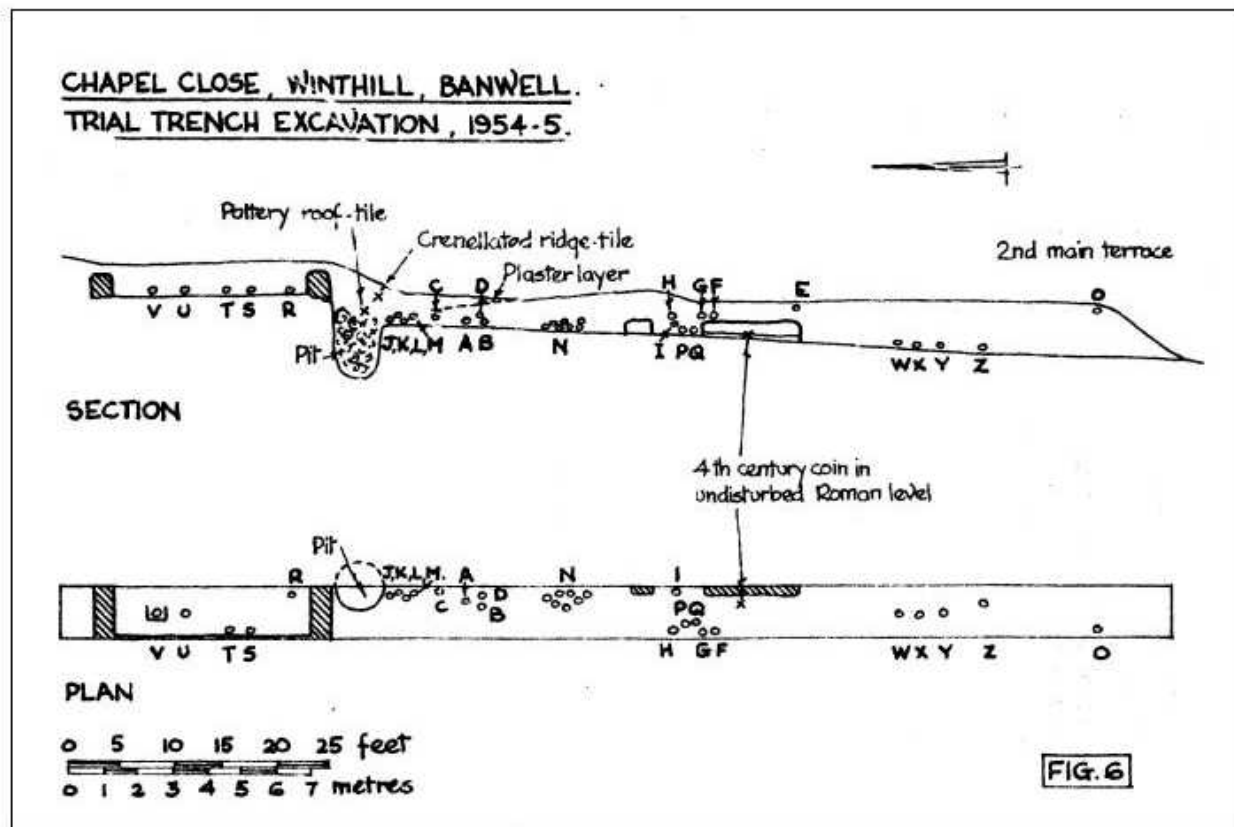 CHAPEL CLOSE, WINTHILL, BANWELL.
TRIAL TRENCH EXCAVATION, 1954-5.
Pottery roof-tile
Crenellated ridge-tile
Plaster layer
2nd main terrace
C D H G F E O
V U T S R
Pit
J,K,L,M A B N I P Q W X Y Z
SECTION
4th century coin in
undisturbed Roman level
Pit
R J,K,L,M. A N I
C D B P Q
V U T S H G F W X Y Z O
PLAN
0 5 10 15 20 25 feet
0 1 2 3 4 5 6 7 metres
FIG. 6